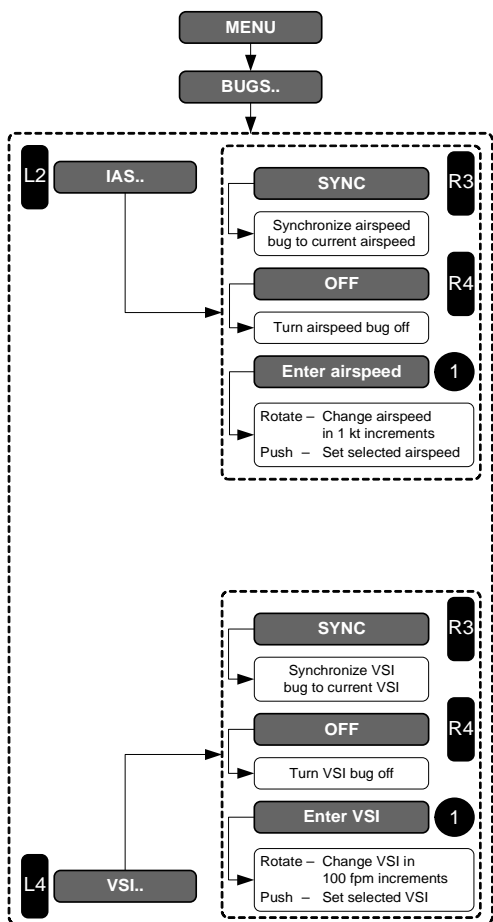 MENU
BUGS..
L2
IAS..
SYNC
R3
Synchronize airspeed
bug to current airspeed
OFF
R4
Turn airspeed bug off
Enter airspeed
1
Rotate – Change airspeed
in 1 kt increments
Push – Set selected airspeed
SYNC
R3
Synchronize VSI
bug to current VSI
OFF
R4
Turn VSI bug off
Enter VSI
1
Rotate – Change VSI in
100 fpm increments
Push – Set selected VSI
L4
VSI..